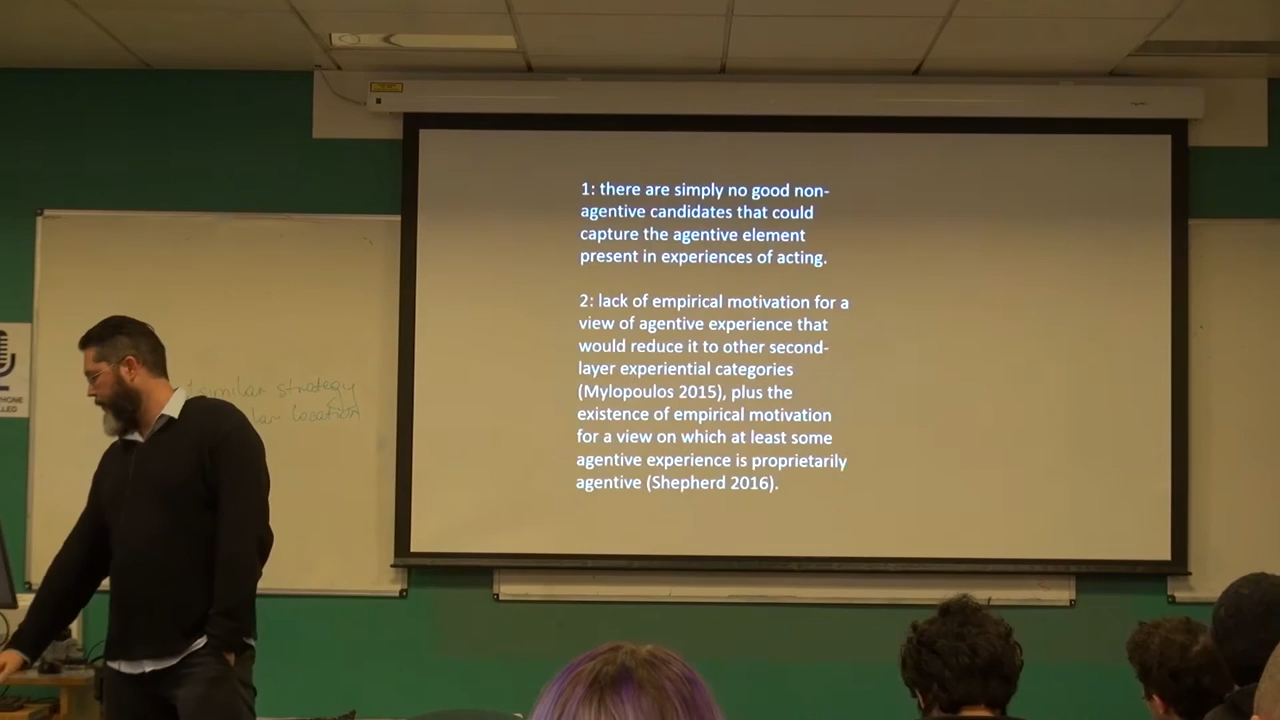 1: there are simply no good non-
agentive candidates that could
capture the agentive element
present in experiences of acting.
2: lack of empirical motivation for a
view of agentive experience that
would reduce it to other second-
layer experiential categories
(Mylopoulos 2015), plus the
existence of empirical motivation
for a view on which at least some
agentive experience is proprietarily
agentive (Shepherd 2016).
similar strategy
location